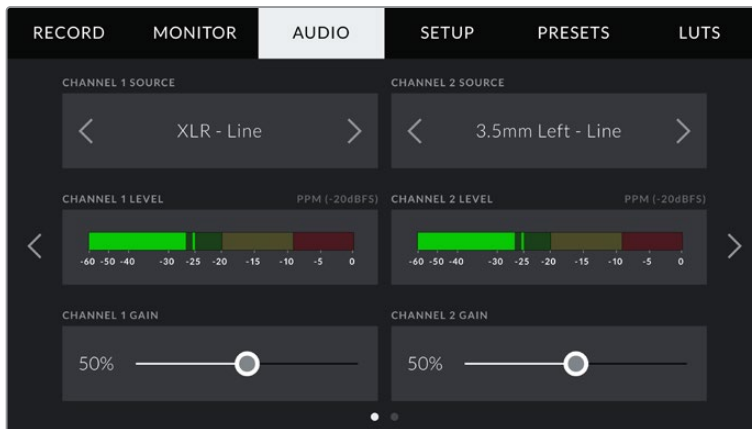 RECORD MONITOR AUDIO SETUP PRESETS LUTS
CHANNEL 1 SOURCE CHANNEL 2 SOURCE
XLR - Line 3.5mm Left - Line
CHANNEL 1 LEVEL PPM (-20dBFS) CHANNEL 2 LEVEL PPM (-20dBFS)
-60 -50 -40 -30 -25 -20 -15 -10 -5 0 -60 -50 -40 -30 -25 -20 -15 -10 -5 0
CHANNEL 1 GAIN CHANNEL 2 GAIN
50% 50%